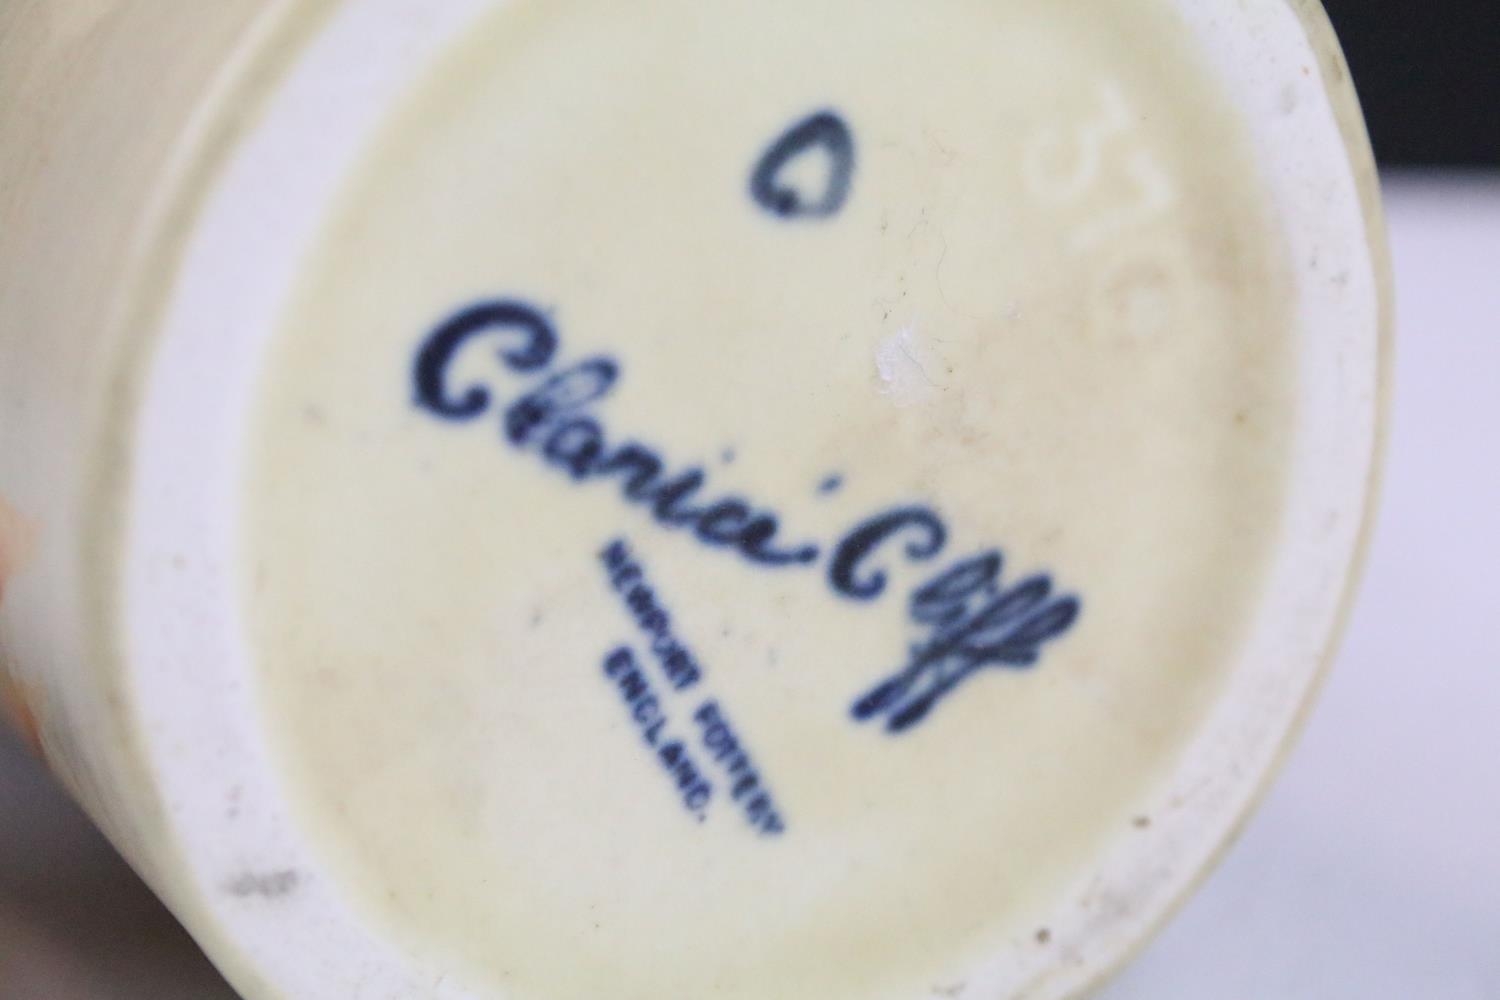 Clarice Cliff
NEWPORT POTTERY
ENGLAND.